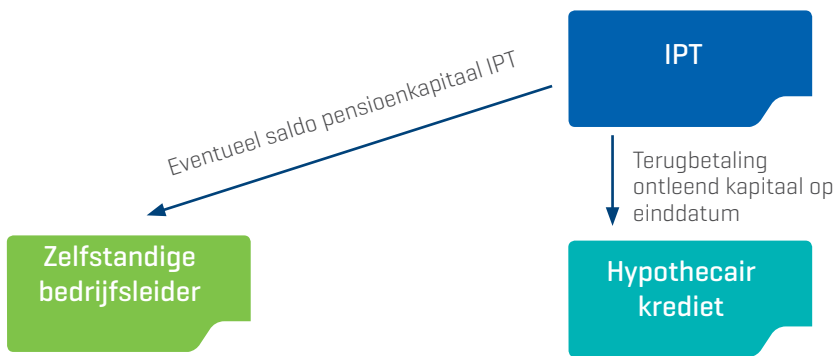 IPT
Eventueel saldo pensioenkapitaal IPT
Terugbetaling
ontleend kapitaal op
einddatum
Zelfstandige
bedrijfsleider
Hypothecair
krediet